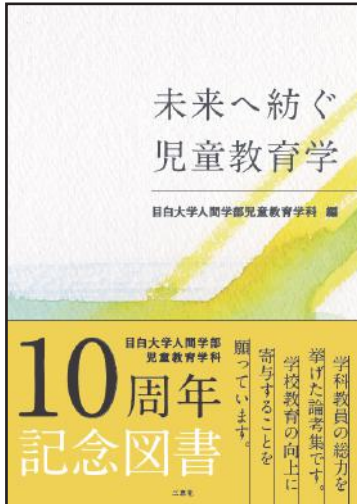 未来へ紡ぐ
児童教育学
目白大学人間学部児童教育学科 編
目白大学人間学部
児童教育学科
10周年
記念図書
学科教員の総力を
挙げた論考集です。
学校教育の向上に
寄与することを
願っています。
三恵社